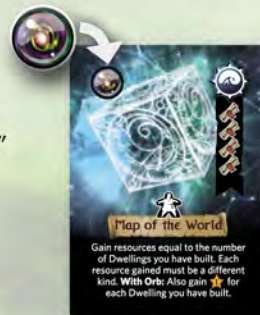 Map of the World
Gain resources equal to the number
of Dwellings you have built. Each
resource gained must be a different
kind. With Orb: Also gain 1 for
each Dwelling you have built.